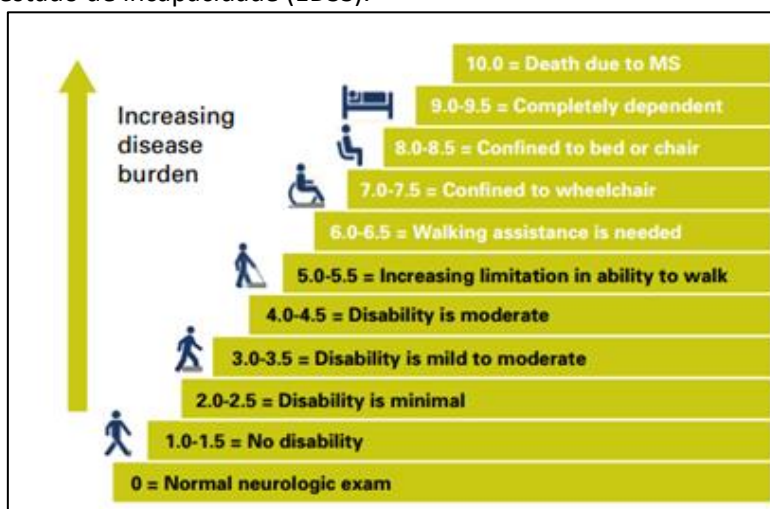 estado de incapacidade (EDSS).
10.0 = Death due to MS
9.0-9.5 = Completely dependent
Increasing
disease
burden
8.0-8.5 = Confined to bed or chair
7.0-7.5 = Confined to wheelchair
6.0-6.5 = Walking assistance is needed
5.0-5.5 = Increasing limitation in ability to walk
4.0-4.5 = Disability is moderate
3.0-3.5 = Disability is mild to moderate
2.0-2.5 = Disability is minimal
1.0-1.5 = No disability
0 = Normal neurologic exam